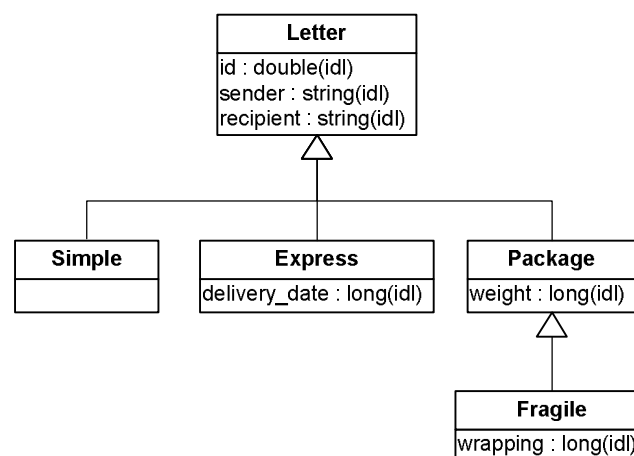 Letter
id : double(idl)
sender : string(idl)
recipient : string(idl)
Simple
Express
delivery_date : long(idl)
Package
weight : long(idl)
Fragile
wrapping : long(idl)